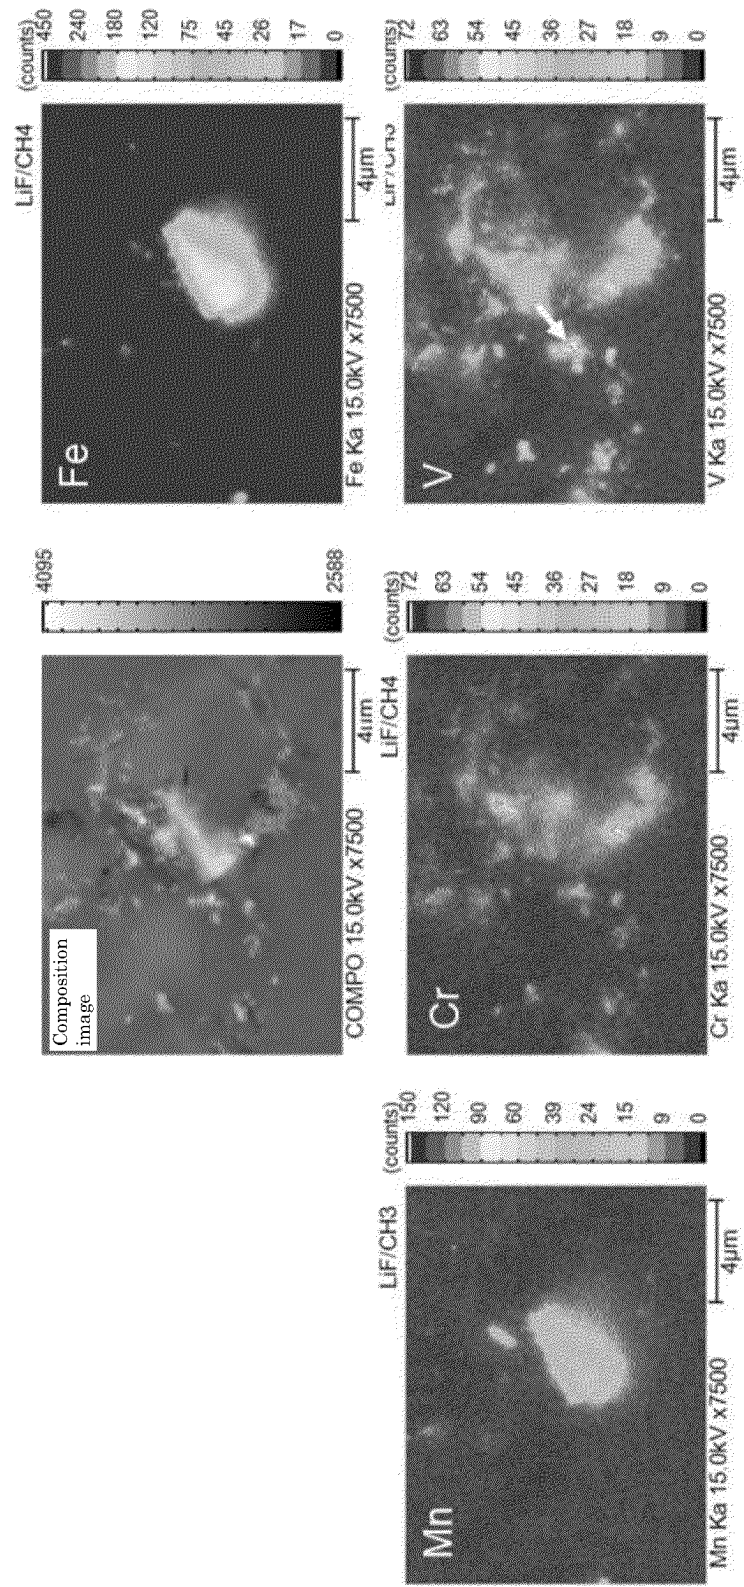 Composition
image
4095
2588
COMPO 15.0kV x7500
4μm
LiF/CH4
Fe
(counts)
450
240
180
120
75
45
26
17
0
Fe Ka 15.0kV x7500
4μm
LiF/CH3
Mn
(counts)
150
120
90
60
39
24
15
9
0
Mn Ka 15.0kV x7500
4μm
LiF/CH4
Cr
(counts)
72
63
54
45
36
27
18
9
0
Cr Ka 15.0kV x7500
4μm
LiF/CH3
V
(counts)
72
63
54
45
36
27
18
9
0
V Ka 15.0kV x7500
4μm